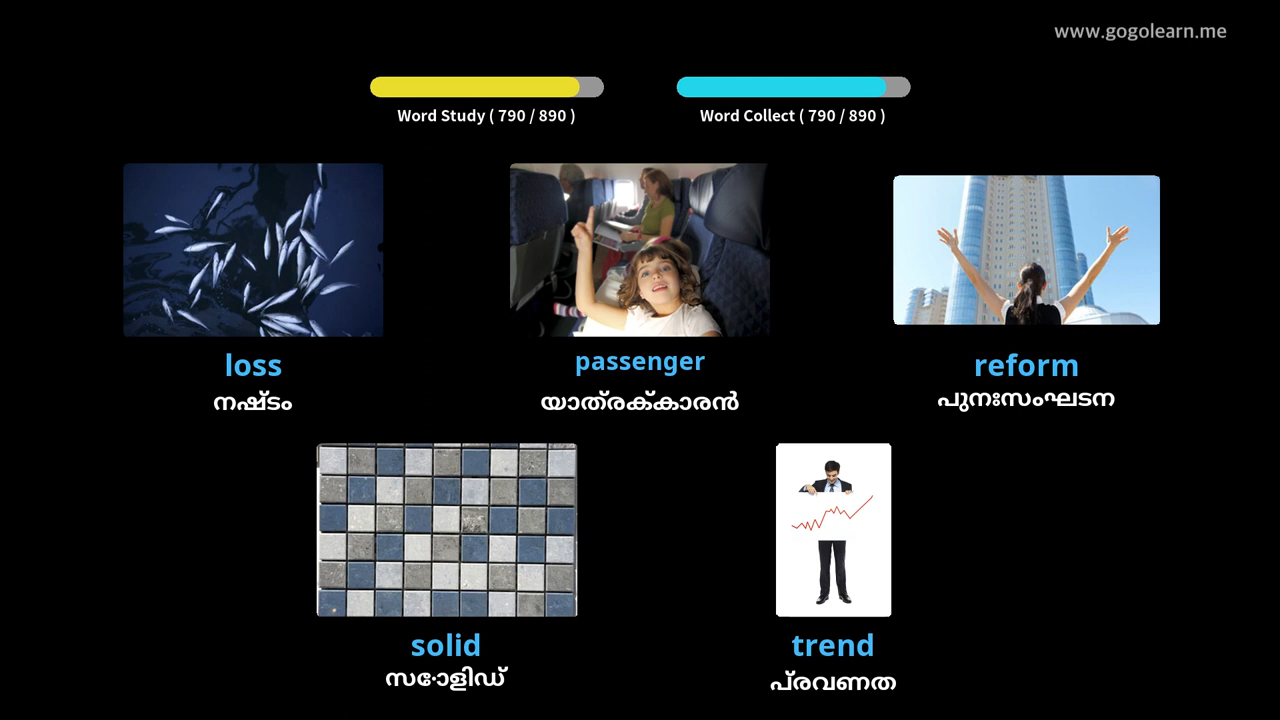 www.gogolearn.me
Word Study ( 790 / 890 )
Word Collect ( 790 / 890 )
loss
നഷ്ടം
passenger
യാത്രക്കാരൻ
reform
പുനഃസംഘടന
solid
സോളിഡ്
trend
പ്രവണത